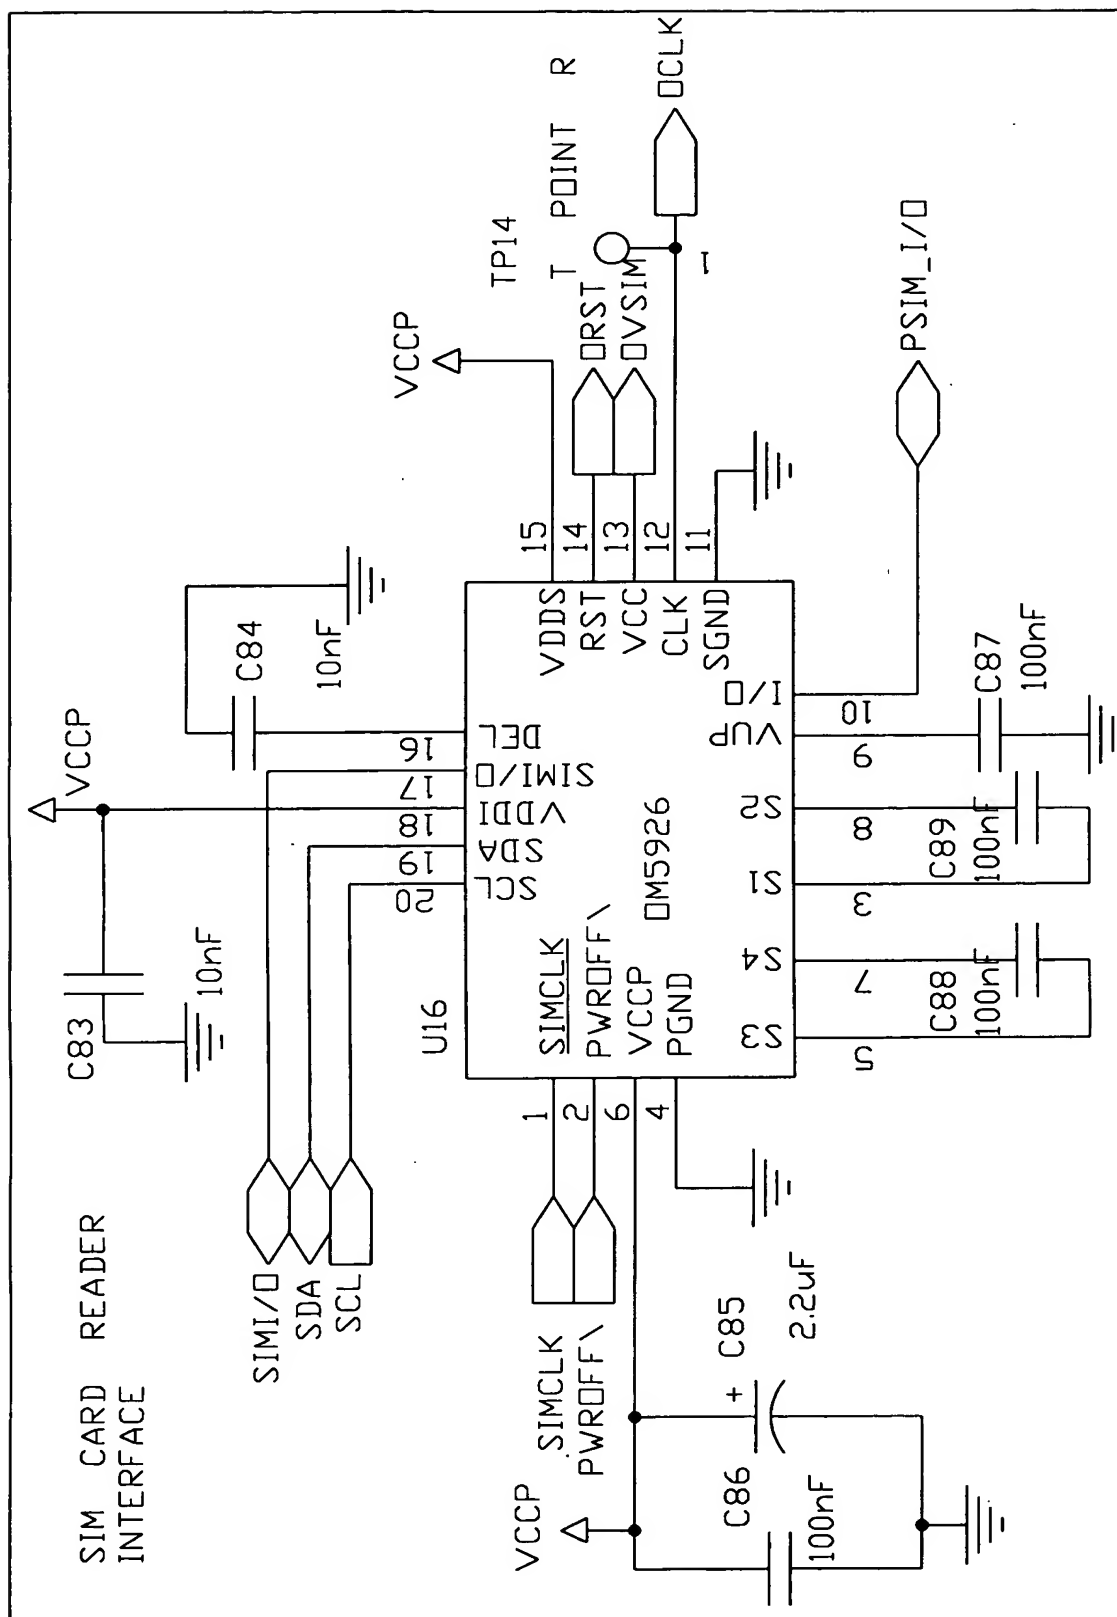 SIM CARD READER
INTERFACE
C83
10nF
VCCP
C84
10nF
SIMI/O
SDA
SCL
VCCP
TP14
T POINT R
ORST
OVSIM
OCLK
1
U16
20
19
18
17
16
SCL
SDA
VDDI
SIMI/O
DEL
1
2
6
4
SIMCLK
PWROFF\
VCCP
PGND
OM5926
VDDS
RST
VCC
CLK
SGND
15
14
13
12
11
S3
S4
S1
S2
VUP
I/O
5
7
3
8
9
10
.SIMCLK
PWROFF\
VCCP
C86
100nF
C85
+
2.2uF
C88
100nF
C89
100nF
C87
100nF
PSIM_I/O